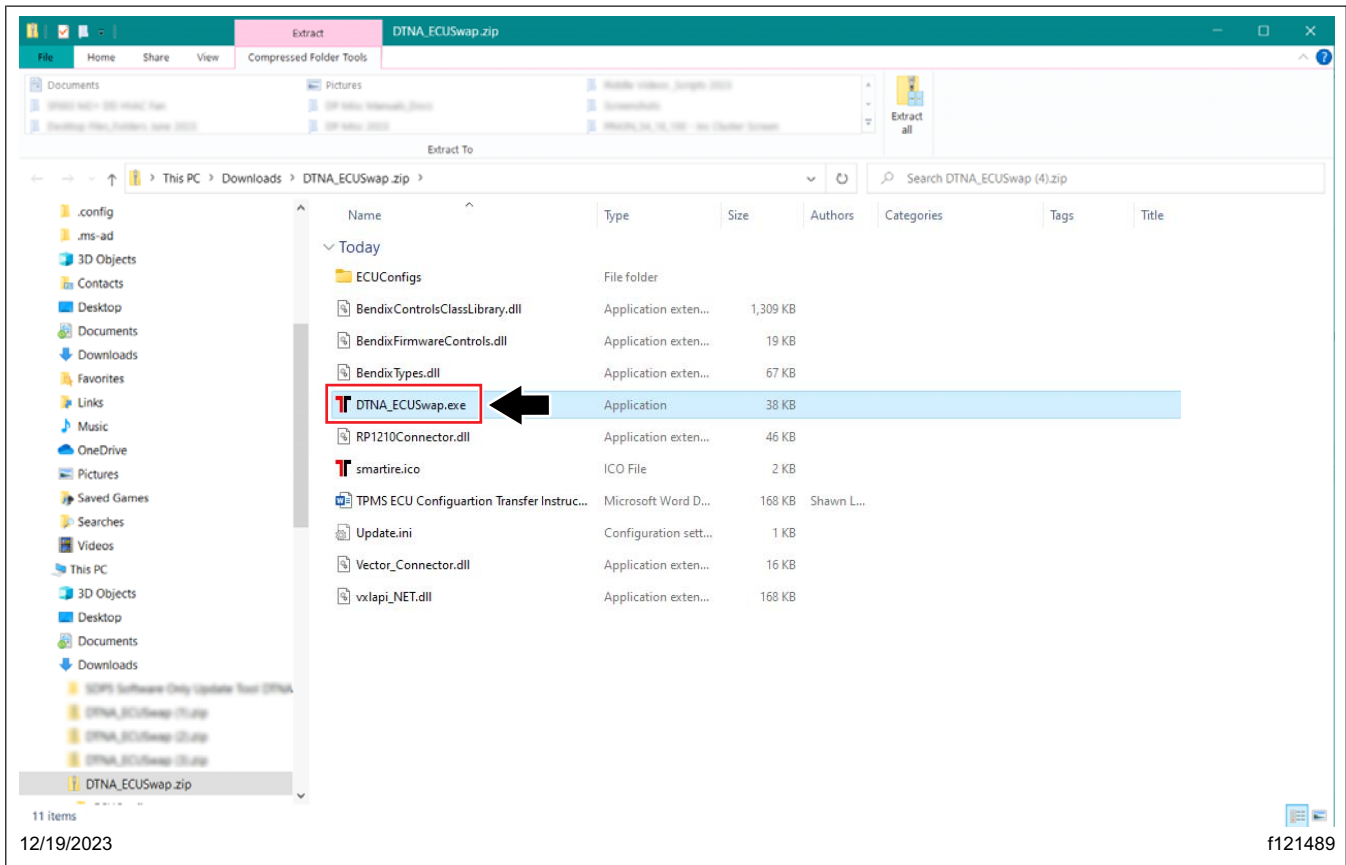 Extract DTNA_ECUSwap.zip
File Home Share View Compressed Folder Tools
Documents Pictures
Extract all
Extract To
This PC > Downloads > DTNA_ECUSwap.zip > Search DTNA_ECUSwap (4).zip
.config
.ms-ad
3D Objects
Contacts
Desktop
Documents
Downloads
Favorites
Links
Music
OneDrive
Pictures
Saved Games
Searches
Videos
This PC
3D Objects
Desktop
Documents
Downloads
DTNA_ECUSwap.zip
Name Type Size Authors Categories Tags Title
Today
ECUConfigs File folder
BendixControlsClassLibrary.dll Application exten... 1,309 KB
BendixFirmwareControls.dll Application exten... 19 KB
BendixTypes.dll Application exten... 67 KB
DTNA_ECUSwap.exe Application 38 KB
RP1210Connector.dll Application exten... 46 KB
smartire.ico ICO File 2 KB
TPMS ECU Configuartion Transfer Instruc... Microsoft Word D... 168 KB Shawn L...
Update.ini Configuration sett... 1 KB
Vector_Connector.dll Application exten... 16 KB
vxlapi_NET.dll Application exten... 168 KB
11 items
12/19/2023 f121489